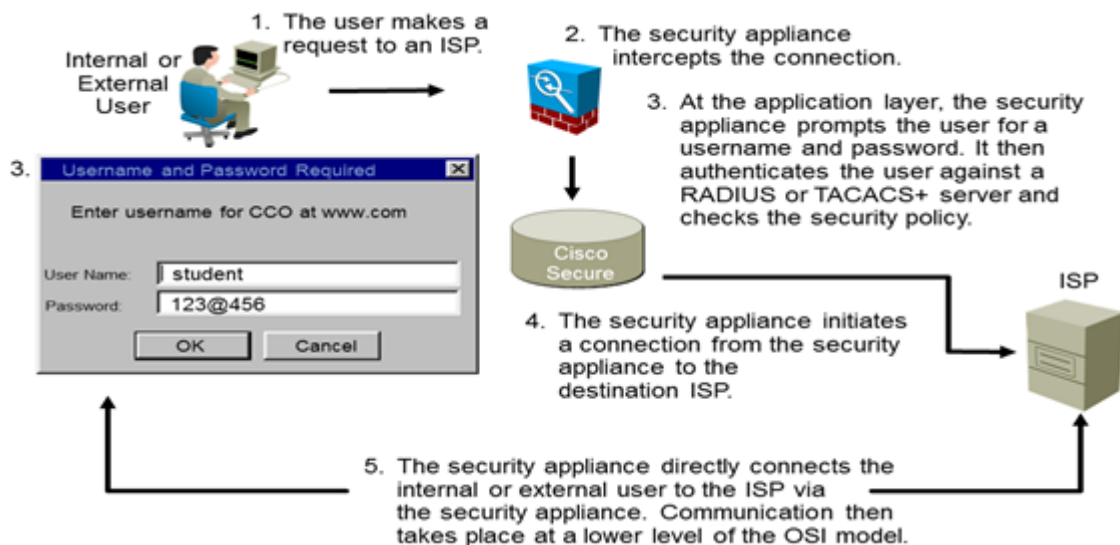 1. The user makes a
request to an ISP.
Internal or
External
User
2. The security appliance
intercepts the connection.
3. At the application layer, the security
appliance prompts the user for a
username and password. It then
authenticates the user against a
RADIUS or TACACS+ server and
checks the security policy.
3.
Username and Password Required
Enter username for CCO at www.com
User Name: student
Password: 123@456
OK Cancel
Cisco
Secure
ISP
4. The security appliance initiates
a connection from the security
appliance to the
destination ISP.
5. The security appliance directly connects the
internal or external user to the ISP via
the security appliance. Communication then
takes place at a lower level of the OSI model.